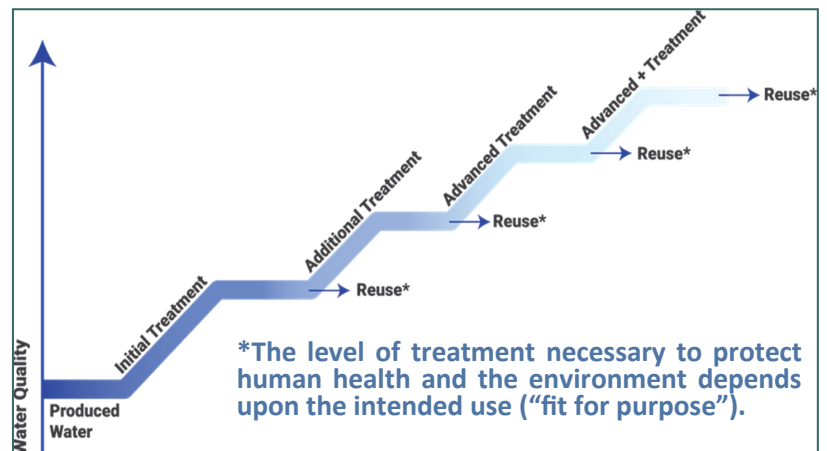 Advanced + Treatment
Reuse*
Advanced Treatment
Reuse*
Additional Treatment
Reuse*
Initial Treatment
Reuse*
*The level of treatment necessary to protect
human health and the environment depends
upon the intended use (“fit for purpose”).
Water Quality
Produced
Water